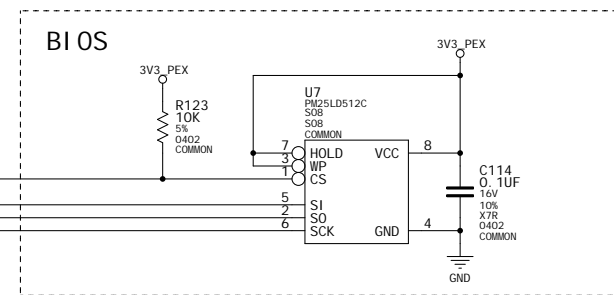 BIOS
3V3_PEX
3V3_PEX
R123
10K
5%
0402
COMMON
U7
PM25LD512C
SO8
SO8
COMMON
7 HOLD VCC 8
3 WP
1 CS
5 SI
2 SO
6 SCK GND 4
C114
0.1UF
16V
10%
X7R
0402
COMMON
GND